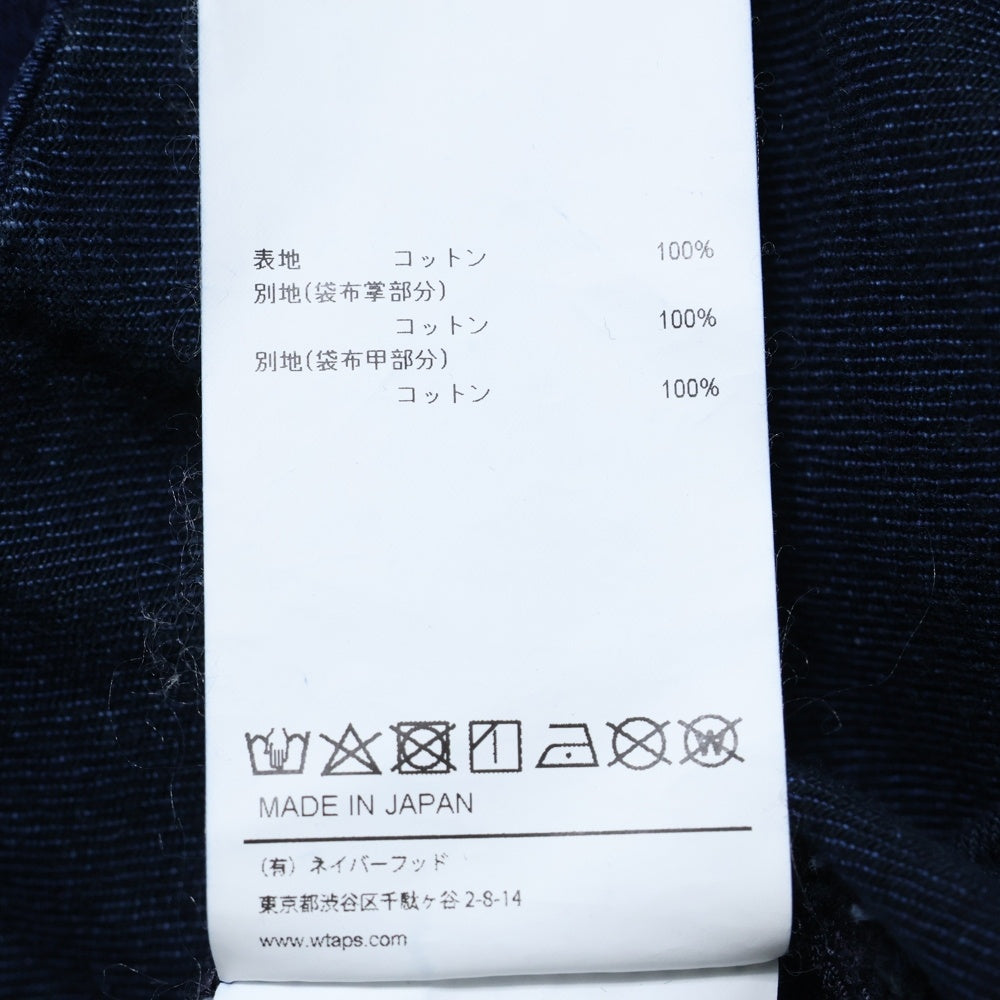 表地 コットン 100%
別地(袋布掌部分)
コットン 100%
別地(袋布甲部分)
コットン 100%
W
MADE IN JAPAN
(有) ネイバーフッド
東京都渋谷区千駄ヶ谷 2-8-14
www.wtaps.com